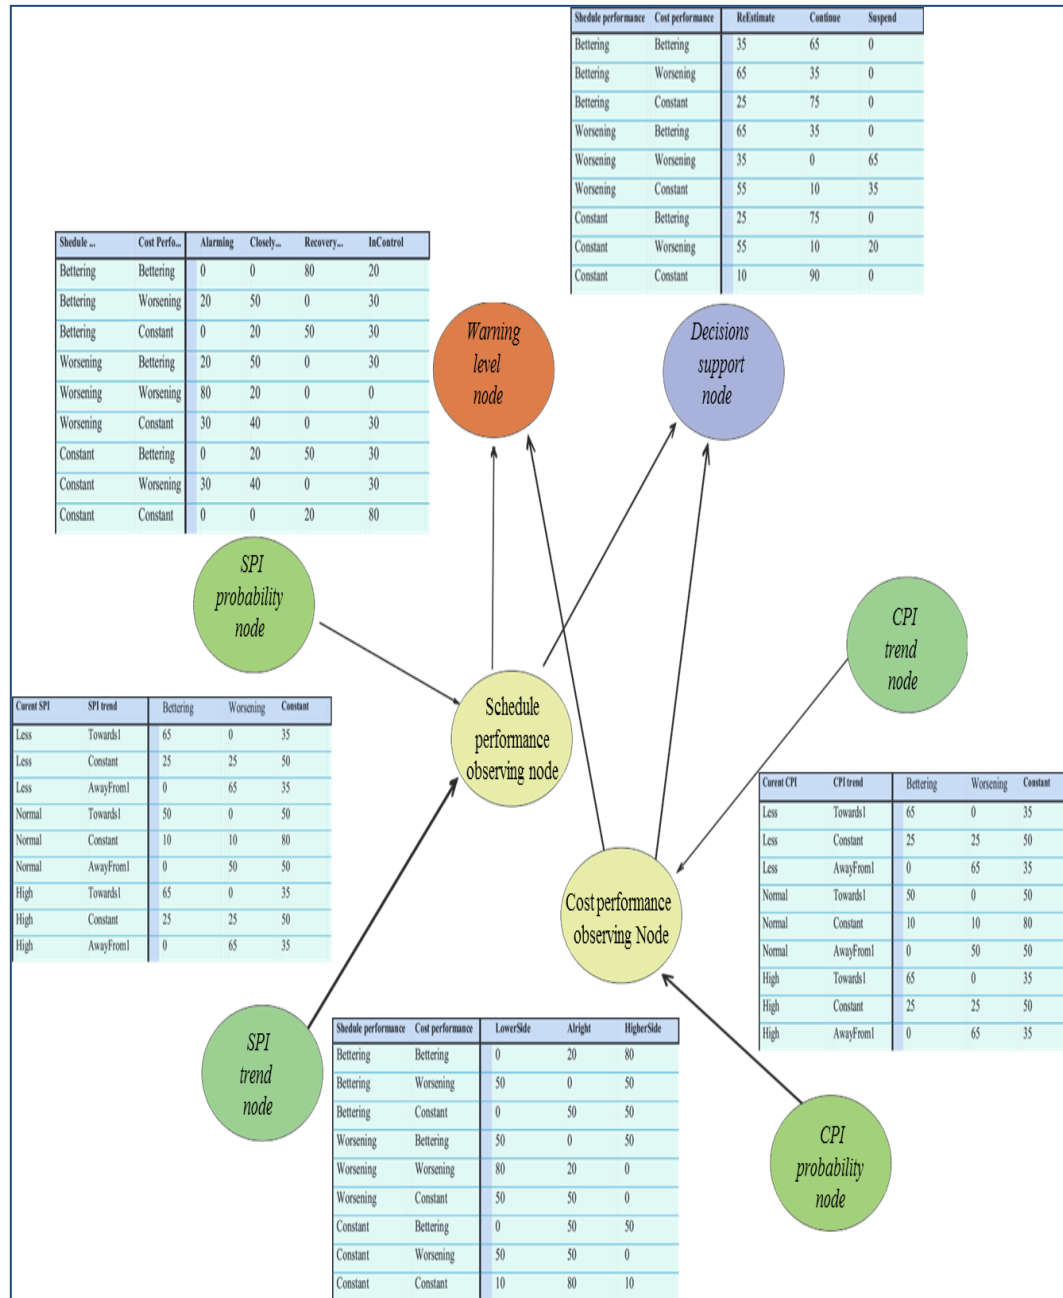 Shedule performance Cost performance ReEstimate Continue Suspend
Bettering Bettering 35 65 0
Bettering Worsening 65 35 0
Bettering Constant 25 75 0
Worsening Bettering 65 35 0
Worsening Worsening 35 0 65
Worsening Constant 55 10 35
Constant Bettering 25 75 0
Constant Worsening 55 10 20
Constant Constant 10 90 0
Shedule ... Cost Perfo... Alarming Closely... Recovery... InControl
Bettering Bettering 0 0 80 20
Bettering Worsening 20 50 0 30
Bettering Constant 0 20 50 30
Worsening Bettering 20 50 0 30
Worsening Worsening 80 20 0 0
Worsening Constant 30 40 0 30
Constant Bettering 0 20 50 30
Constant Worsening 30 40 0 30
Constant Constant 0 0 20 80
Warning
level
node
Decisions
support
node
SPI
probability
node
CPI
trend
node
Schedule
performance
observing node
Curent SPI SPI trend Bettering Worsening Constant
Less Towards1 65 0 35
Less Constant 25 25 50
Less AwayFrom1 0 65 35
Normal Towards1 50 0 50
Normal Constant 10 10 80
Normal AwayFrom1 0 50 50
High Towards1 65 0 35
High Constant 25 25 50
High AwayFrom1 0 65 35
Curent CPI CPI trend Bettering Worsening Constant
Less Towards1 65 0 35
Less Constant 25 25 50
Less AwayFrom1 0 65 35
Normal Towards1 50 0 50
Normal Constant 10 10 80
Normal AwayFrom1 0 50 50
High Towards1 65 0 35
High Constant 25 25 50
High AwayFrom1 0 65 35
Cost performance
observing Node
SPI
trend
node
Shedule performance Cost performance LowerSide Alright HigherSide
Bettering Bettering 0 20 80
Bettering Worsening 50 0 50
Bettering Constant 0 50 50
Worsening Bettering 50 0 50
Worsening Worsening 80 20 0
Worsening Constant 50 50 0
Constant Bettering 0 50 50
Constant Worsening 50 50 0
Constant Constant 10 80 10
CPI
probability
node